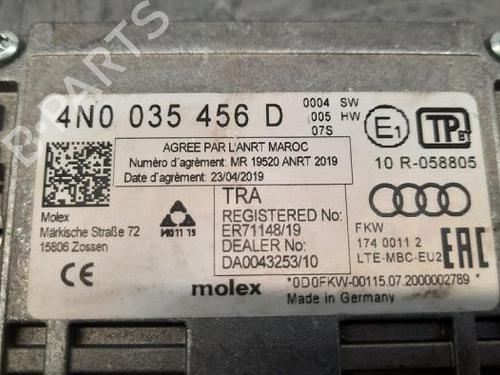 4N0 035 456 D
0004 SW
005 HW
07S
E1
TP BT
10 R-058805
AGREE PAR L'ANRT MAROC
Numéro d'agrément: MR 19520 ANRT 2019
Date d'agrément: 23/04/2019
Molex
Märkische Straße 72
15806 Zossen
TRA
REGISTERED No:
ER71148/19
DEALER No:
DA0043253/10
FKW
174 0011 2
LTE-MBC-EU2
EAC
CE
molex
*0D0FKW-00115.07.2000002789*
Made in Germany
B-Parts